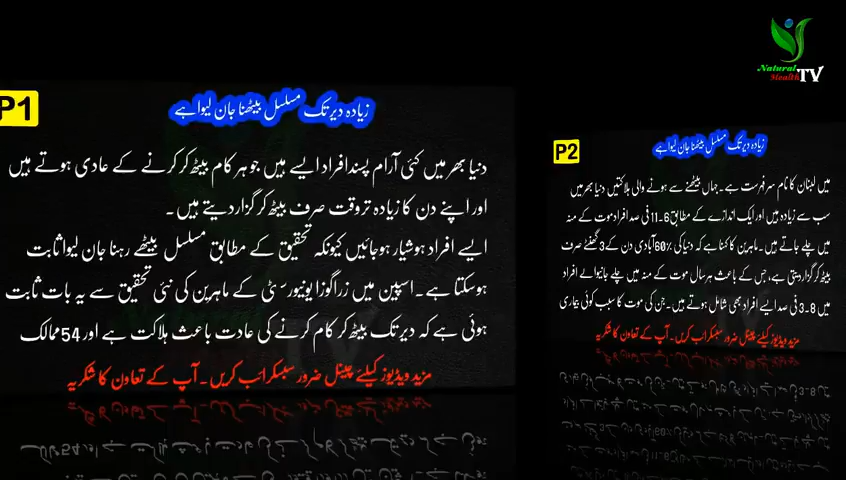 Natural
Health TV
P1
زیادہ دیر تک مسلسل بیٹھنا جان لیوا ہے
دنیا بھر میں کئی آرام پسند افراد ایسے ہیں جو ہر کام بیٹھ کر کرنے کے عادی ہوتے ہیں
اور اپنے دن کا زیادہ تر وقت صرف بیٹھ کر گزار دیتے ہیں۔
ایسے افراد ہوشیار ہوجائیں کیونکہ تحقیق کے مطابق مسلسل بیٹھے رہنا جان لیوا ثابت
ہوسکتا ہے۔ اسپین میں زراگوزا یونیورسٹی کے ماہرین کی نئی تحقیق سے یہ بات ثابت
ہوئی ہے کہ دیر تک بیٹھ کر کام کرنے کی عادت باعث ہلاکت ہے اور 54 ممالک
مزید ویڈیوز کیلئے چینل ضرور سبسکرائب کریں۔ آپ کے تعاون کا شکریہ
P2
زیادہ دیر تک مسلسل بیٹھنا جان لیوا ہے
میں لبنان کا نام سر فہرست ہے۔ جہاں بیٹھنے سے ہونے والی ہلاکتیں دنیا بھر میں
سب سے زیادہ ہیں اور ایک اندازے کے مطابق 11.6 فی صد افراد موت کے منہ
میں چلے جاتے ہیں۔ ماہرین کا کہنا ہے کہ دنیا کی 60% آبادی دن کے 3 گھنٹے صرف
بیٹھ کر گزار دیتی ہے، جس کے باعث ہر سال موت کے منہ میں چلے جانیوالے افراد
میں 3.8 فی صد ایسے افراد بھی شامل ہوتے ہیں۔ جن کی موت کا سبب کوئی بیماری
مزید ویڈیوز کیلئے چینل ضرور سبسکرائب کریں۔ آپ کے تعاون کا شکریہ